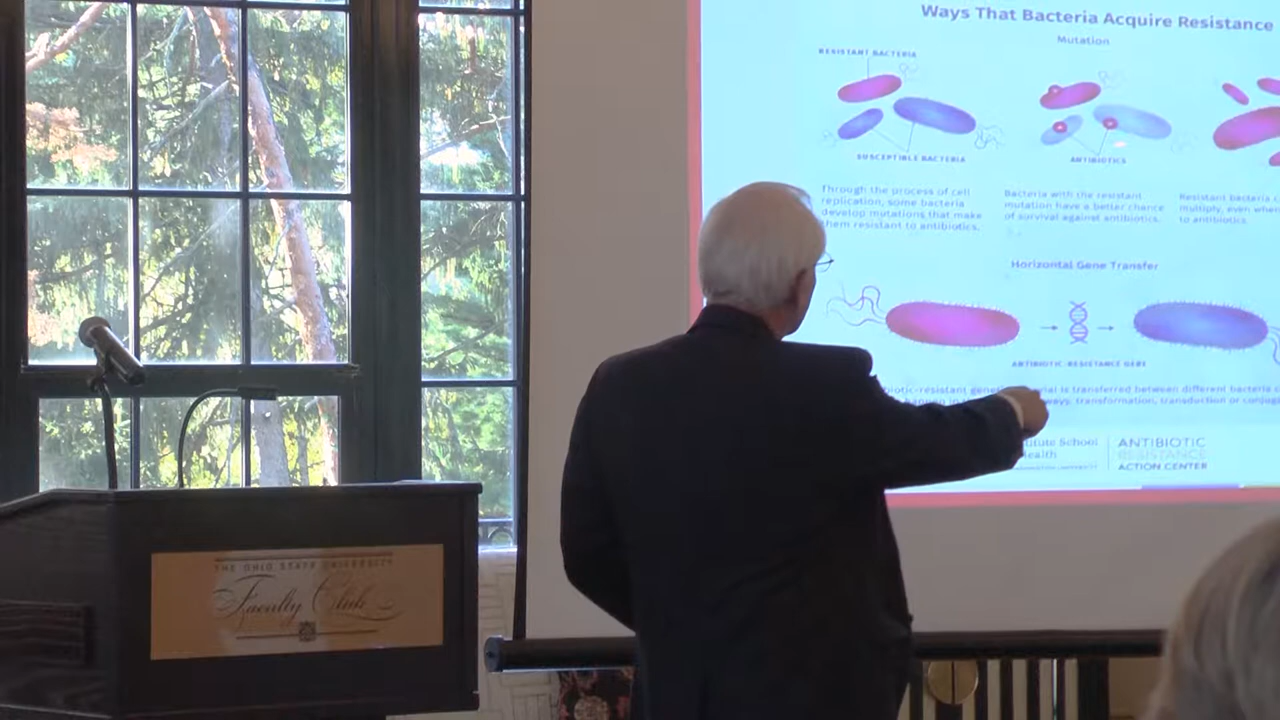 Ways That Bacteria Acquire Resistance
Mutation
RESISTANT BACTERIA
SUSCEPTIBLE BACTERIA
ANTIBIOTICS
Through the process of cell
replication, some bacteria
develop mutations that make
them resistant to antibiotics.
Bacteria with the resistant
mutation have a better chance
of survival against antibiotics.
Resistant bacteria
multiply, even when
to antibiotics.
Horizontal Gene Transfer
ANTIBIOTIC-RESISTANCE GENE
is transferred between different bacteria
transformation, transduction or
School
ANTIBIOTIC
RESISTANCE
ACTION CENTER
THE OHIO STATE UNIVERSITY
Faculty Club